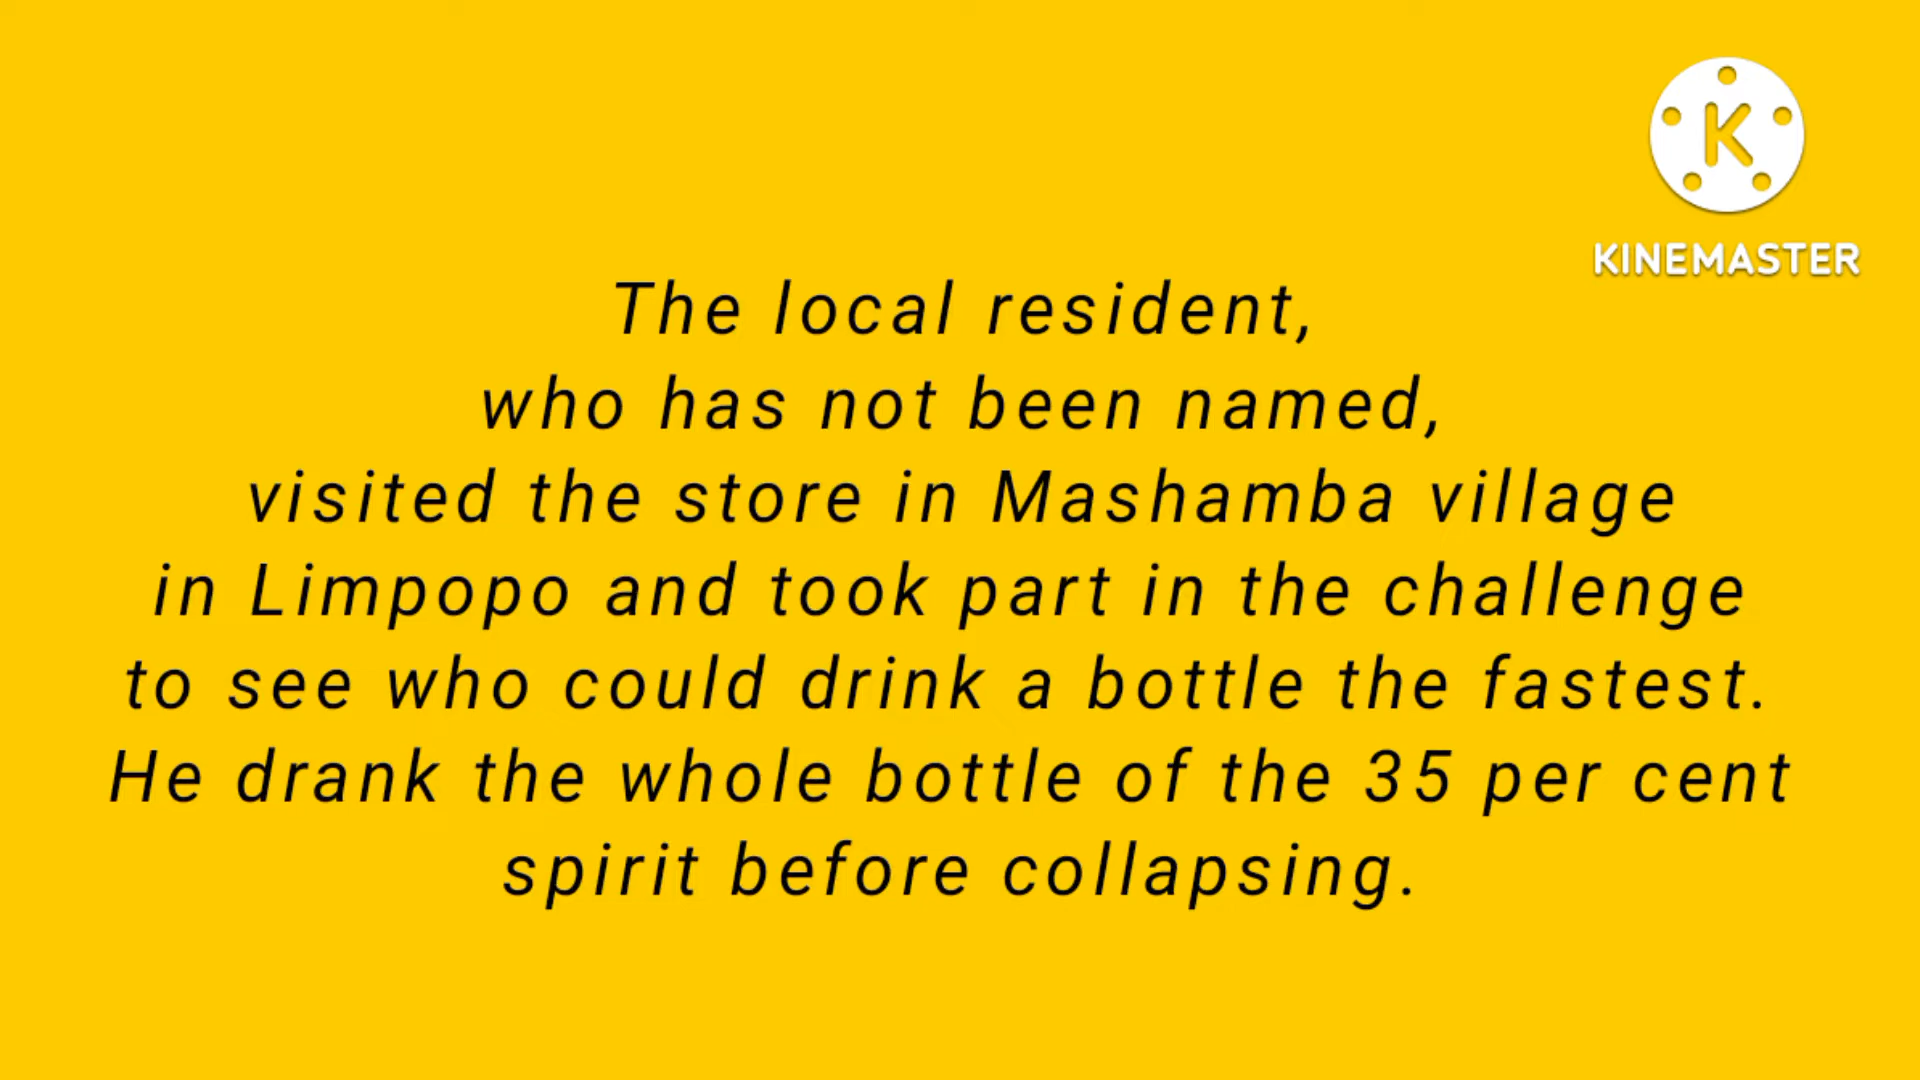 K
KINEMASTER
The local resident,
who has not been named,
visited the store in Mashamba village
in Limpopo and took part in the challenge
to see who could drink a bottle the fastest.
He drank the whole bottle of the 35 per cent
spirit before collapsing.